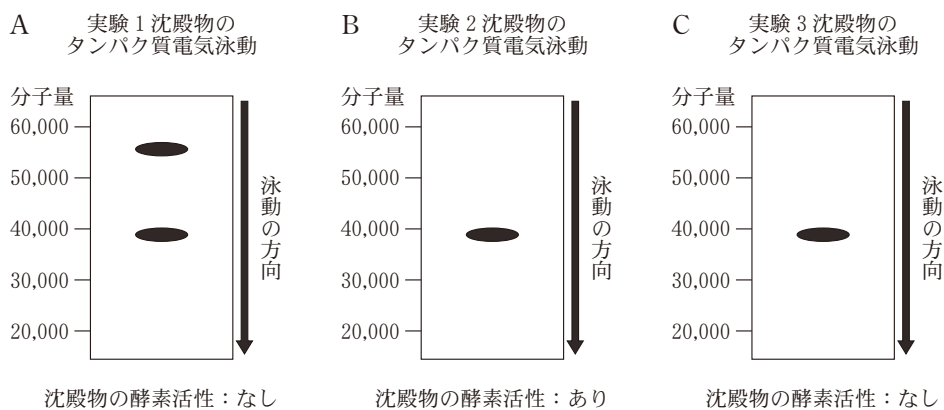 A 実験1沈殿物の
タンパク質電気泳動
分子量
60,000
50,000
40,000
30,000
20,000
泳動の方向
沈殿物の酵素活性：なし
B 実験2沈殿物の
タンパク質電気泳動
分子量
60,000
50,000
40,000
30,000
20,000
泳動の方向
沈殿物の酵素活性：あり
C 実験3沈殿物の
タンパク質電気泳動
分子量
60,000
50,000
40,000
30,000
20,000
泳動の方向
沈殿物の酵素活性：なし